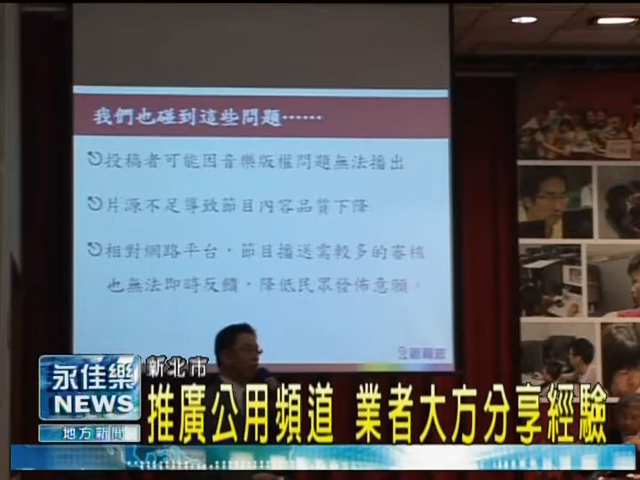 我們也碰到這些問題⋯⋯
投稿者可能因音樂版權問題無法播出
片源不足導致節目內容品質下降
相對網路平台,節目播送需較多的審核
也無法即時反饋,降低民眾發佈意願。
永佳樂
NEWS
地方新聞
新北市
推廣公用頻道 業者大方分享經驗